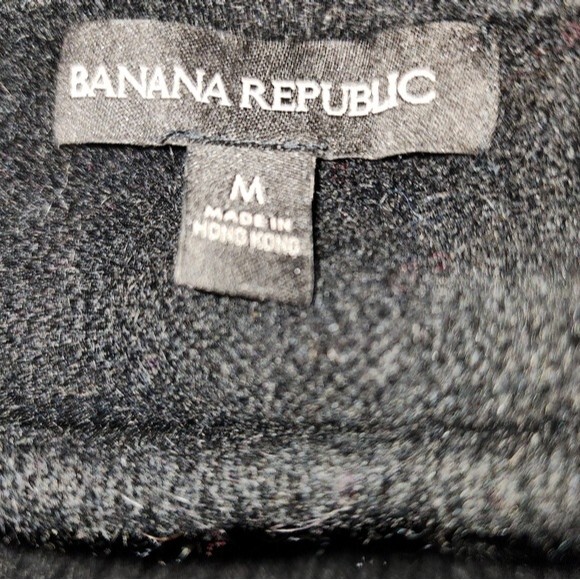 BANANA REPUBLIC
M
MADE IN
HONG KONG